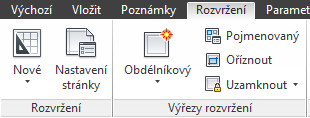 Výchozí Vložit Poznámky Rozvržení Paramet
Nové
Nastavení
stránky
Obdélníkový
Pojmenovaný
Oříznout
Uzamknout
Rozvržení
Výřezy rozvržení